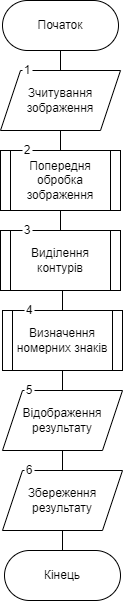 Початок
1
Зчитування
зображення
2
Попередня
обробка
зображення
3
Виділення
контурів
4
Визначення
номерних знаків
5
Відображення
результату
6
Збереження
результату
Кінець